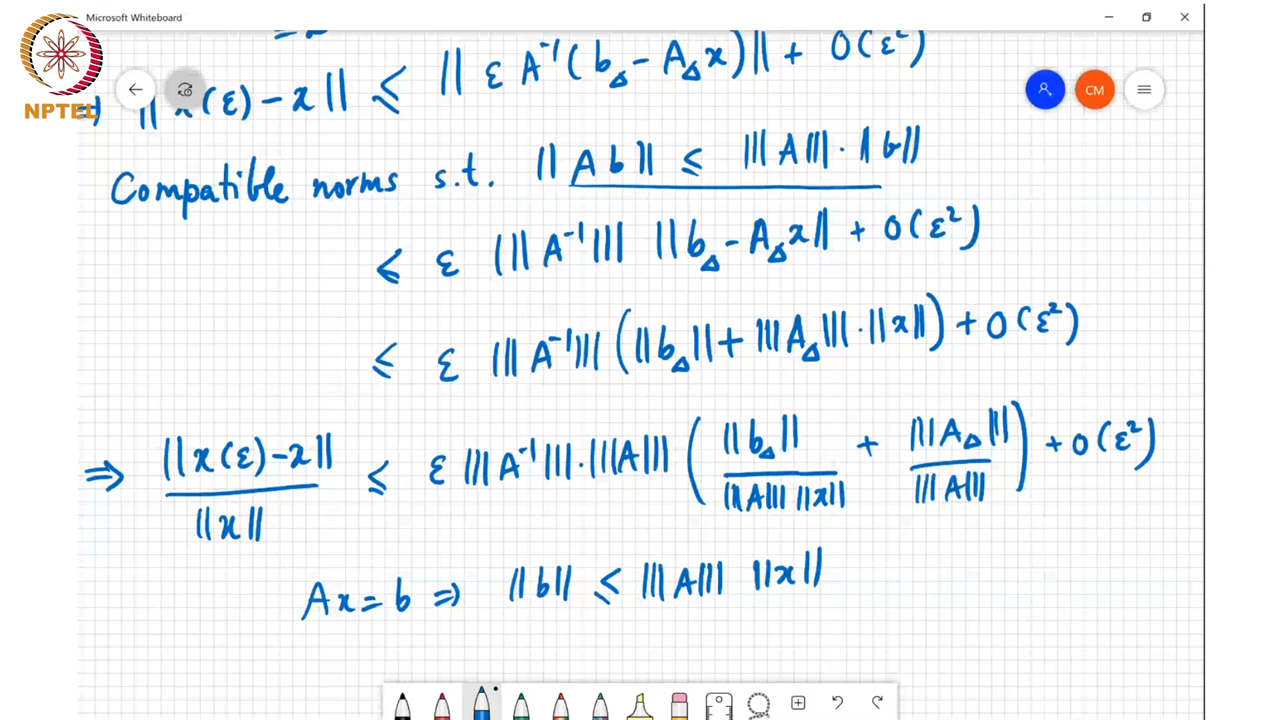 Microsoft Whiteboard
NPTEL
CM
⇒ ||x(ε) - x|| ≤ || ε A⁻¹(b_Δ - A_Δ x)|| + O(ε²)
Compatible norms s.t. ||A b|| ≤ |||A||| · ||b||
≤ ε |||A⁻¹||| ||b_Δ - A_Δ x|| + O(ε²)
≤ ε |||A⁻¹||| (||b_Δ|| + |||A_Δ||| · ||x||) + O(ε²)
⇒ ||x(ε) - x|| / ||x|| ≤ ε |||A⁻¹||| · |||A||| ( ||b_Δ|| / |||A||| ||x|| + |||A_Δ||| / |||A||| ) + O(ε²)
Ax = b ⇒ ||b|| ≤ |||A||| ||x||